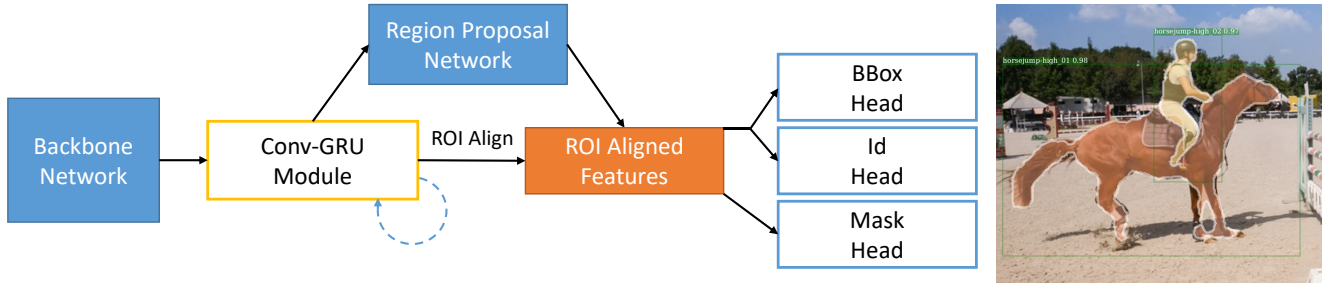 Region Proposal
Network
Backbone
Network
Conv-GRU
Module
ROI Align
ROI Aligned
Features
BBox
Head
Id
Head
Mask
Head
horsejump-high_02 0.97
horsejump-high_01 0.98